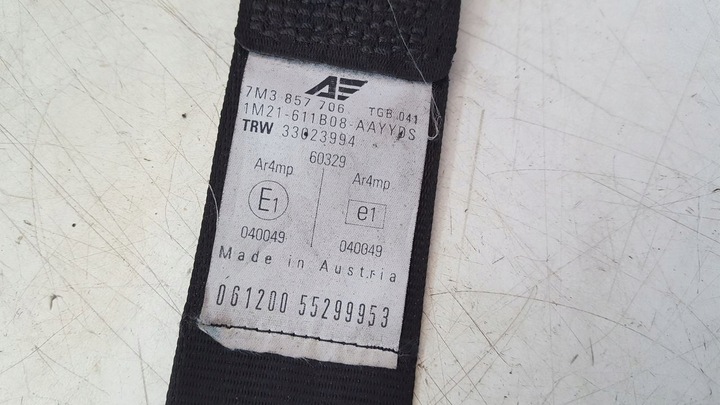 AE
7M3 857 706 TGB 041
1M21-611B08-AAYYDS
TRW 33023994
60329
Ar4mp Ar4mp
E1 e1
040049 040049
Made in Austria
061200 55299953